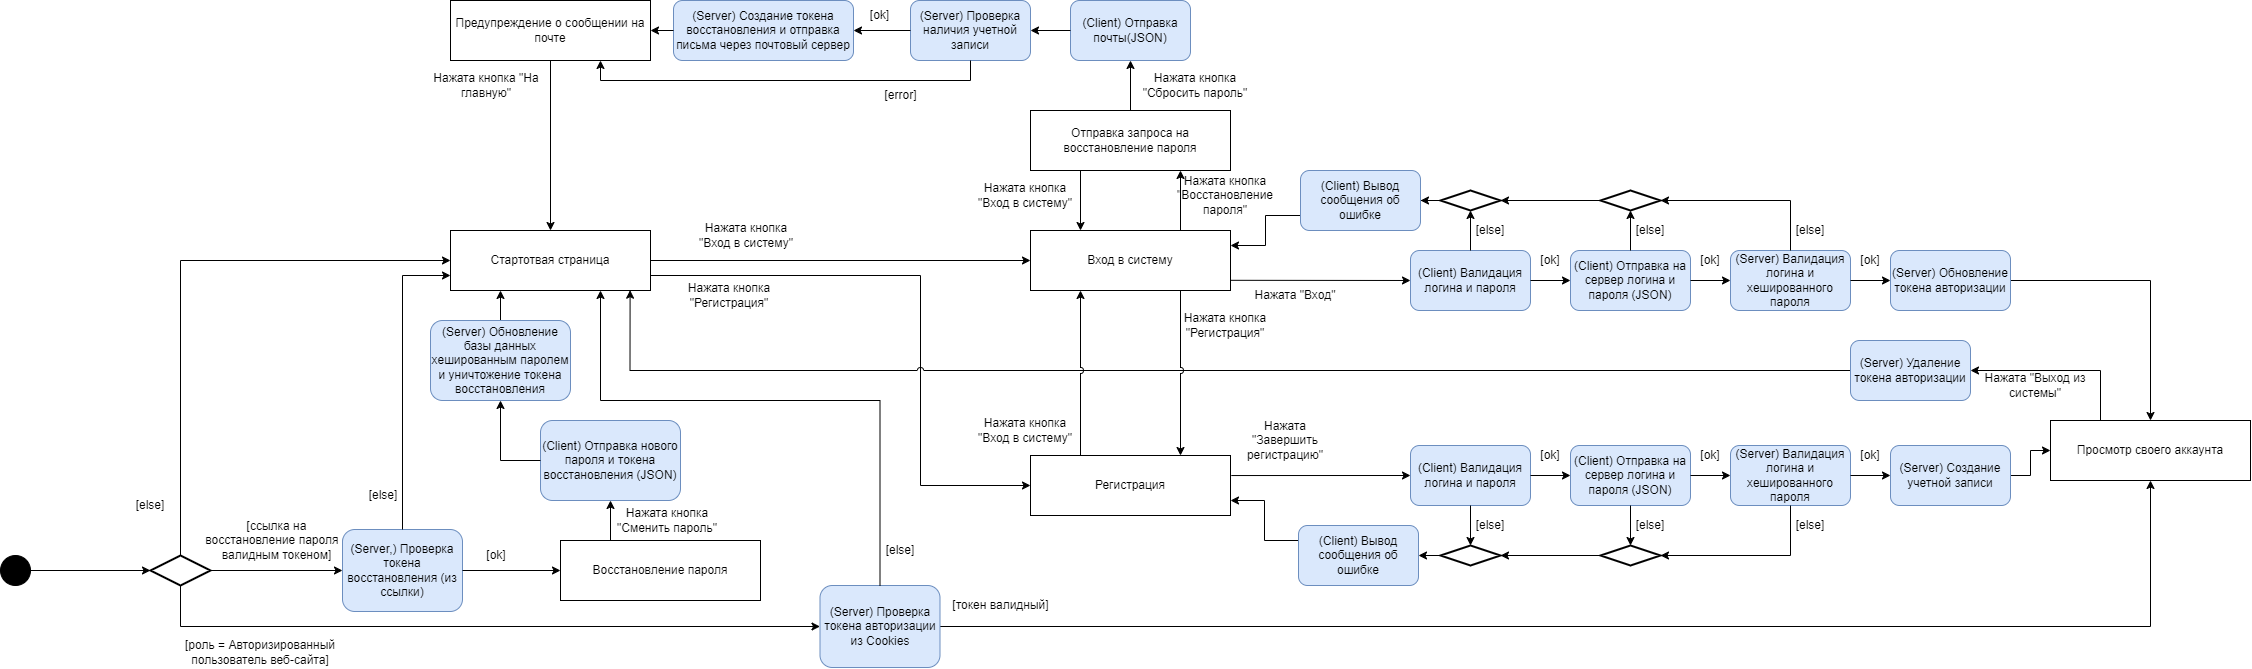 Предупреждение о сообщении на
почте
(Server) Создание токена
восстановления и отправка
письма через почтовый сервер
[ok]
(Server) Проверка
наличия учетной
записи
(Client) Отправка
почты(JSON)
Нажата кнопка "На
главную"
[error]
Нажата кнопка
"Сбросить пароль"
Отправка запроса на
восстановление пароля
Нажата кнопка
"Вход в систему"
Нажата кнопка
"Восстановление
пароля"
(Client) Вывод
сообщения об
ошибке
[else]
[else]
[else]
Нажата кнопка
"Вход в систему"
Стартотвая страница
Вход в систему
Нажата кнопка
"Регистрация"
Нажата "Вход"
(Client) Валидация
логина и пароля
[ok]
(Client) Отправка на
сервер логина и
пароля (JSON)
[ok]
(Server) Валидация
логина и
хешированного
пароля
[ok]
(Server) Обновление
токена авторизации
Нажата кнопка
"Регистрация"
(Server) Обновление
базы данных
хешированным паролем
и уничтожение токена
восстановления
(Server) Удаление
токена авторизации
Нажата "Выход из
системы"
(Client) Отправка нового
пароля и токена
восстановления (JSON)
Нажата кнопка
"Вход в систему"
Нажата
"Завершить
регистрацию"
Просмотр своего аккаунта
Регистрация
(Client) Валидация
логина и пароля
[ok]
(Client) Отправка на
сервер логина и
пароля (JSON)
[ok]
(Server) Валидация
логина и
хешированного
пароля
[ok]
(Server) Создание
учетной записи
[else]
[else]
[else]
(Client) Вывод
сообщения об
ошибке
[else]
[else]
[ссылка на
восстановление пароля
валидным токеном]
(Server,) Проверка
токена
восстановления (из
ссылки)
[ok]
Нажата кнопка
"Сменить пароль"
Восстановление пароля
[else]
(Server) Проверка
токена авторизации
из Cookies
[токен валидный]
[роль = Авторизированный
пользователь веб-сайта]